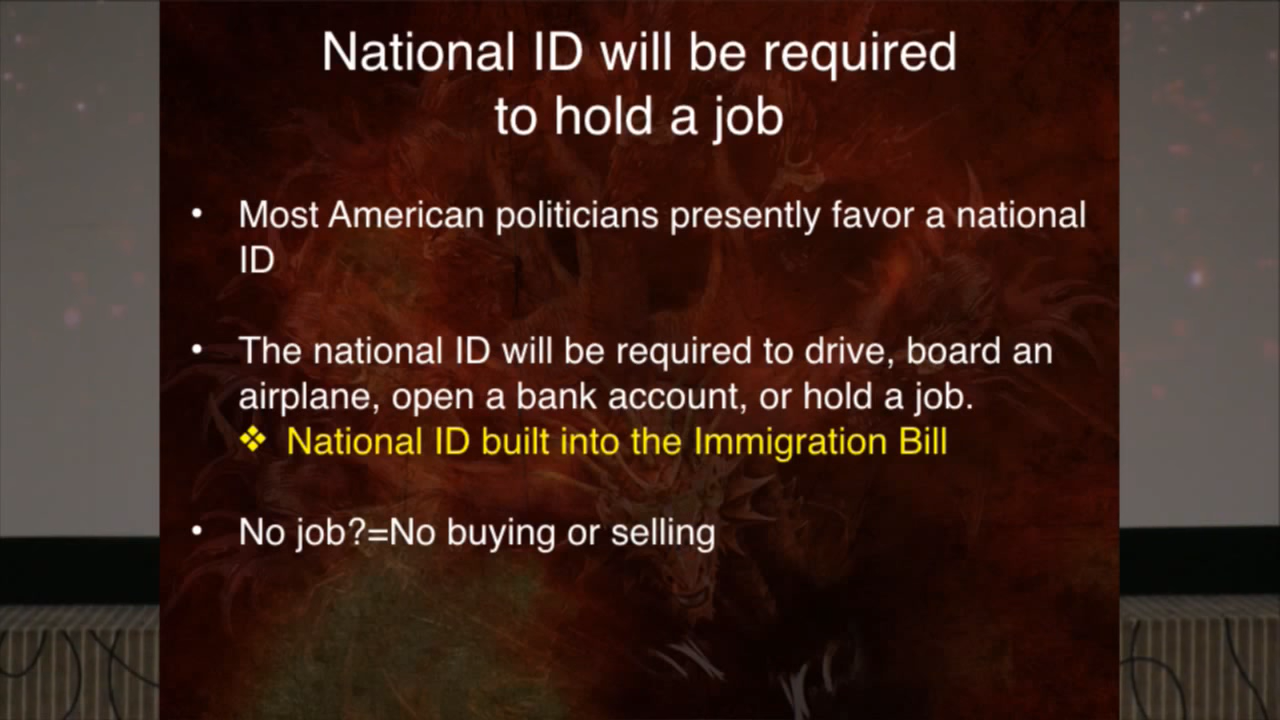 National ID will be required
to hold a job
• Most American politicians presently favor a national
ID
• The national ID will be required to drive, board an
airplane, open a bank account, or hold a job.
❖ National ID built into the Immigration Bill
• No job?=No buying or selling